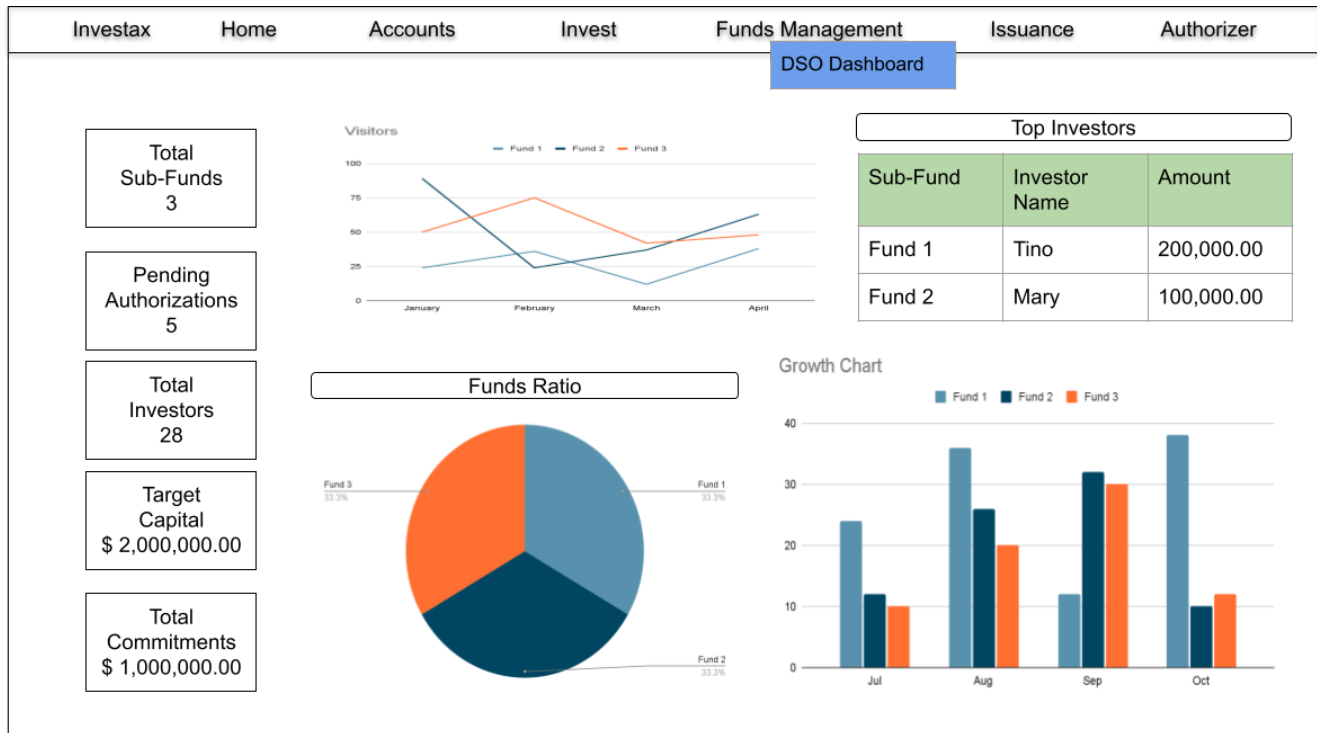 Investax Home Accounts Invest Funds Management Issuance Authorizer
DSO Dashboard
Total
Sub-Funds
3
Pending
Authorizations
5
Total
Investors
28
Target
Capital
$ 2,000,000.00
Total
Commitments
$ 1,000,000.00
Visitors
Fund 1 Fund 2 Fund 3
100
75
50
25
0
January February March April
Top Investors
Sub-Fund Investor Name Amount
Fund 1 Tino 200,000.00
Fund 2 Mary 100,000.00
Funds Ratio
Fund 3
33.3%
Fund 1
33.3%
Fund 2
33.3%
Growth Chart
Fund 1 Fund 2 Fund 3
40
30
20
10
0
Jul Aug Sep Oct